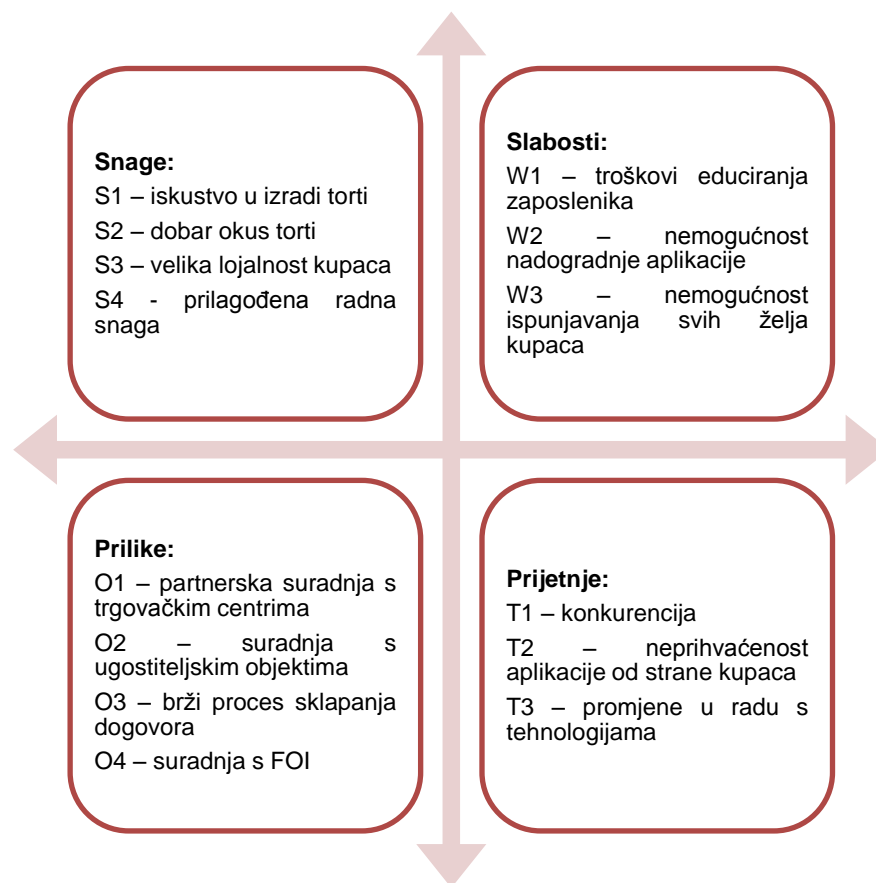 Snage:
S1 – iskustvo u izradi torti
S2 – dobar okus torti
S3 – velika lojalnost kupaca
S4 - prilagođena radna
snaga
Slabosti:
W1 – troškovi educiranja
zaposlenika
W2 – nemogućnost
nadogradnje aplikacije
W3 – nemogućnost
ispunjavanja svih želja
kupaca
Prilike:
O1 – partnerska suradnja s
trgovačkim centrima
O2 – suradnja s
ugostiteljskim objektima
O3 – brži proces sklapanja
dogovora
O4 – suradnja s FOI
Prijetnje:
T1 – konkurencija
T2 – neprihvaćenost
aplikacije od strane kupaca
T3 – promjene u radu s
tehnologijama